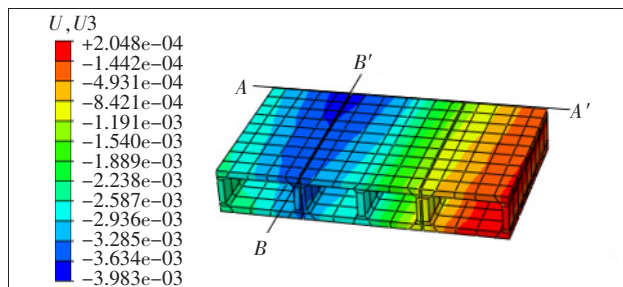 U, U3
+2.048e-04
-1.442e-04
-4.931e-04
-8.421e-04
-1.191e-03
-1.540e-03
-1.889e-03
-2.238e-03
-2.587e-03
-2.936e-03
-3.285e-03
-3.634e-03
-3.983e-03
A
B'
A'
B